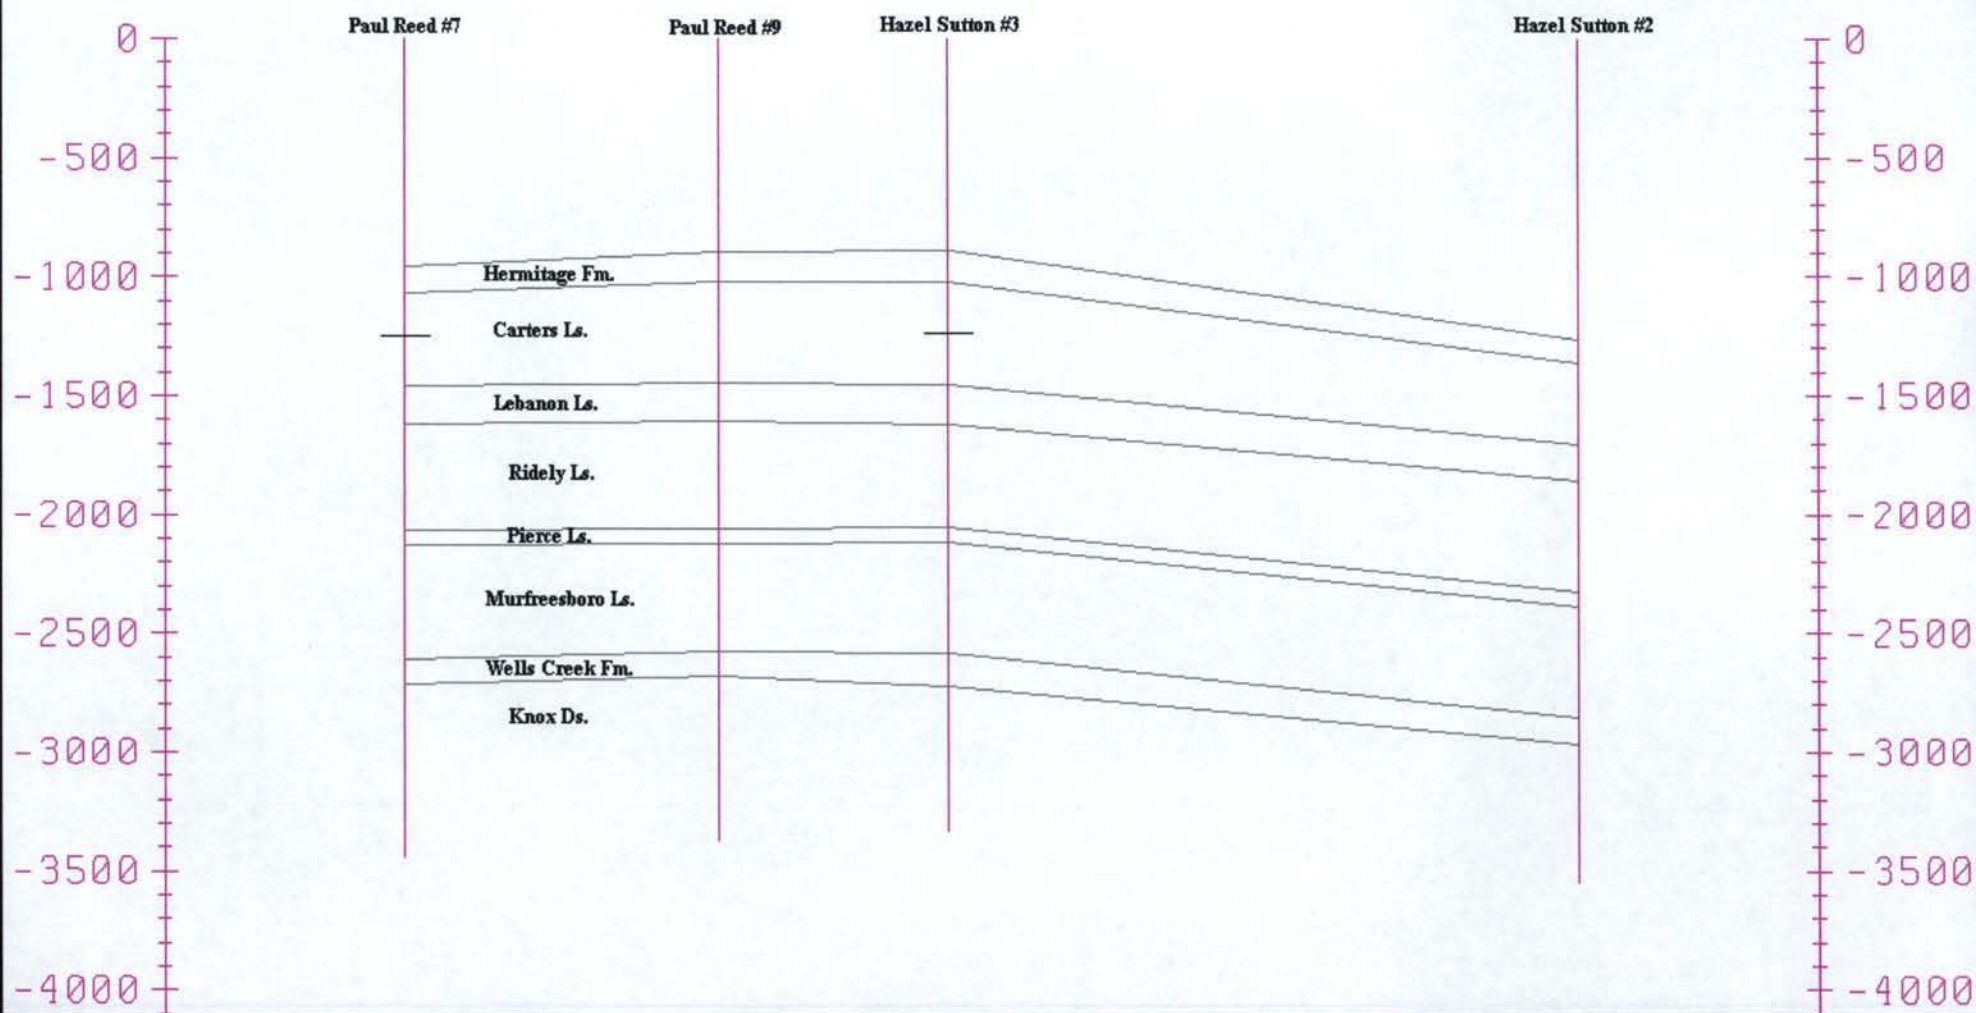 Paul Reed #7 Paul Reed #9 Hazel Sutton #3 Hazel Sutton #2
0 0
-500 -500
-1000 Hermitage Fm. -1000
Carters Ls.
-1500 Lebanon Ls. -1500
Ridely Ls.
-2000 -2000
Pierce Ls.
Murfreesboro Ls.
-2500 -2500
Wells Creek Fm.
Knox Ds.
-3000 -3000
-3500 -3500
-4000 -4000